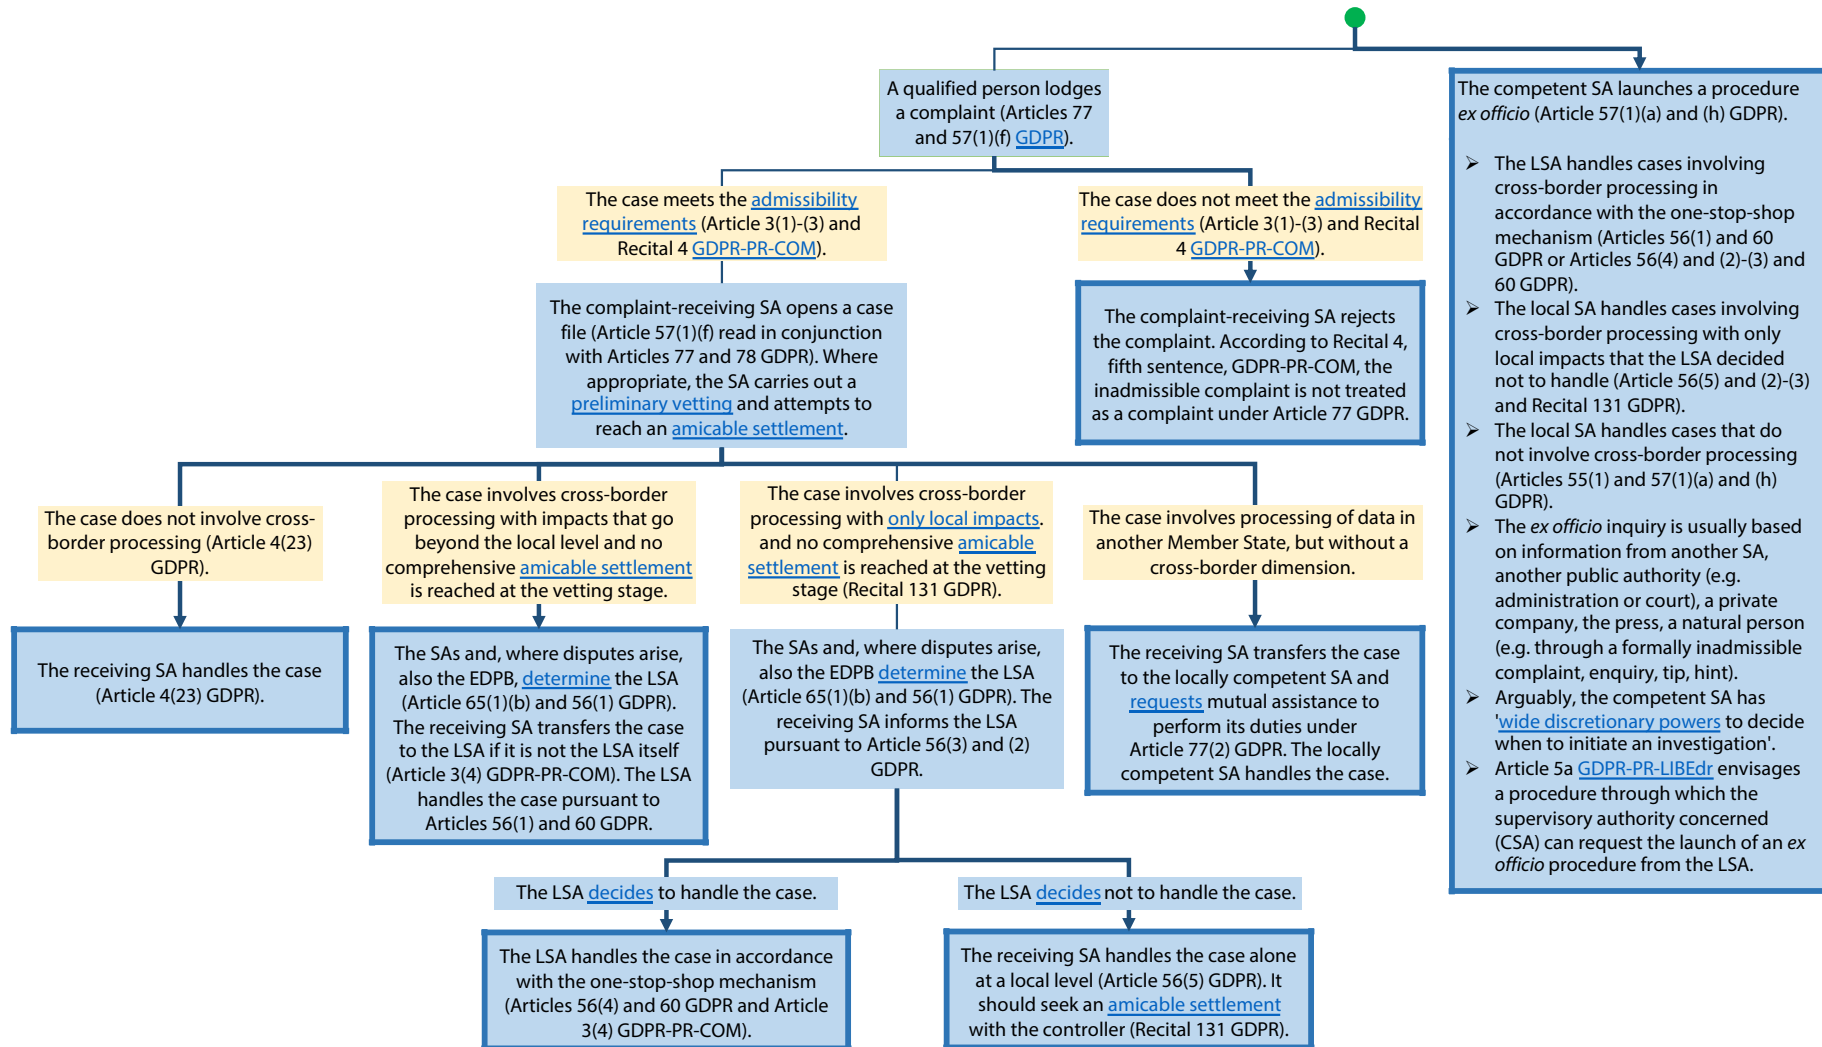 A qualified person lodges
a complaint (Articles 77
and 57(1)(f) GDPR).
The case meets the admissibility
requirements (Article 3(1)-(3) and
Recital 4 GDPR-PR-COM).
The case does not meet the admissibility
requirements (Article 3(1)-(3) and Recital
4 GDPR-PR-COM).
The complaint-receiving SA opens a case
file (Article 57(1)(f) read in conjunction
with Articles 77 and 78 GDPR). Where
appropriate, the SA carries out a
preliminary vetting and attempts to
reach an amicable settlement.
The complaint-receiving SA rejects
the complaint. According to Recital 4,
fifth sentence, GDPR-PR-COM, the
inadmissible complaint is not treated
as a complaint under Article 77 GDPR.
The case does not involve cross-
border processing (Article 4(23)
GDPR).
The case involves cross-border
processing with impacts that go
beyond the local level and no
comprehensive amicable settlement
is reached at the vetting stage.
The case involves cross-border
processing with only local impacts.
and no comprehensive amicable
settlement is reached at the vetting
stage (Recital 131 GDPR).
The case involves processing of data in
another Member State, but without a
cross-border dimension.
The receiving SA handles the case
(Article 4(23) GDPR).
The SAs and, where disputes arise,
also the EDPB, determine the LSA
(Article 65(1)(b) and 56(1) GDPR).
The receiving SA transfers the case
to the LSA if it is not the LSA itself
(Article 3(4) GDPR-PR-COM). The LSA
handles the case pursuant to
Articles 56(1) and 60 GDPR.
The SAs and, where disputes arise,
also the EDPB determine the LSA
(Article 65(1)(b) and 56(1) GDPR). The
receiving SA informs the LSA
pursuant to Article 56(3) and (2)
GDPR.
The receiving SA transfers the case
to the locally competent SA and
requests mutual assistance to
perform its duties under
Article 77(2) GDPR. The locally
competent SA handles the case.
The LSA decides to handle the case.
The LSA decides not to handle the case.
The LSA handles the case in accordance
with the one-stop-shop mechanism
(Articles 56(4) and 60 GDPR and Article
3(4) GDPR-PR-COM).
The receiving SA handles the case alone
at a local level (Article 56(5) GDPR). It
should seek an amicable settlement
with the controller (Recital 131 GDPR).
The competent SA launches a procedure
ex officio (Article 57(1)(a) and (h) GDPR).
➢ The LSA handles cases involving
cross-border processing in
accordance with the one-stop-shop
mechanism (Articles 56(1) and 60
GDPR or Articles 56(4) and (2)-(3) and
60 GDPR).
➢ The local SA handles cases involving
cross-border processing with only
local impacts that the LSA decided
not to handle (Article 56(5) and (2)-(3)
and Recital 131 GDPR).
➢ The local SA handles cases that do
not involve cross-border processing
(Articles 55(1) and 57(1)(a) and (h)
GDPR).
➢ The ex officio inquiry is usually based
on information from another SA,
another public authority (e.g.
administration or court), a private
company, the press, a natural person
(e.g. through a formally inadmissible
complaint, enquiry, tip, hint).
➢ Arguably, the competent SA has
'wide discretionary powers to decide
when to initiate an investigation'.
➢ Article 5a GDPR-PR-LIBEdr envisages
a procedure through which the
supervisory authority concerned
(CSA) can request the launch of an ex
officio procedure from the LSA.